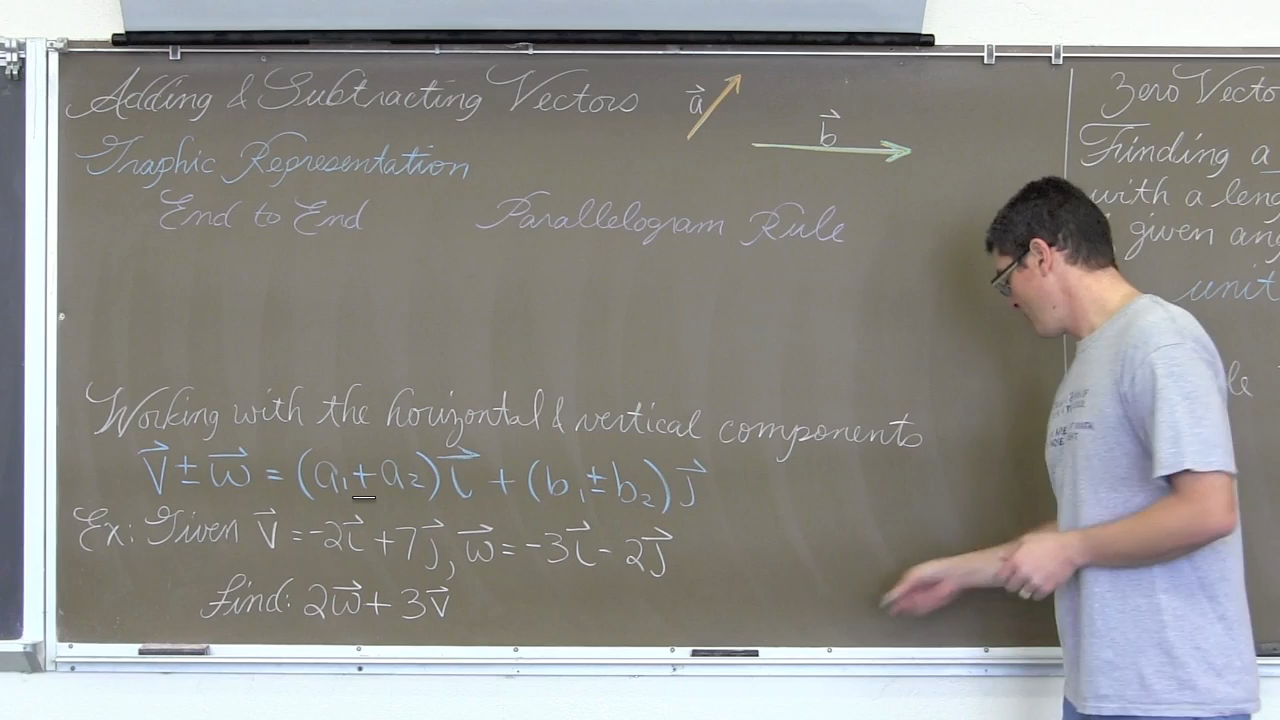 Adding & Subtracting Vectors
a⃗
b⃗
Graphic Representation
End to End
Parallelogram Rule
Working with the horizontal & vertical components
v⃗ ± w⃗ = (a₁ ± a₂) i⃗ + (b₁ ± b₂) j⃗
Ex: Given v⃗ = -2i⃗ + 7j⃗, w⃗ = -3i⃗ - 2j⃗
Find: 2w⃗ + 3v⃗
Zero Vecto
Finding a
with a leng
given ang
unit